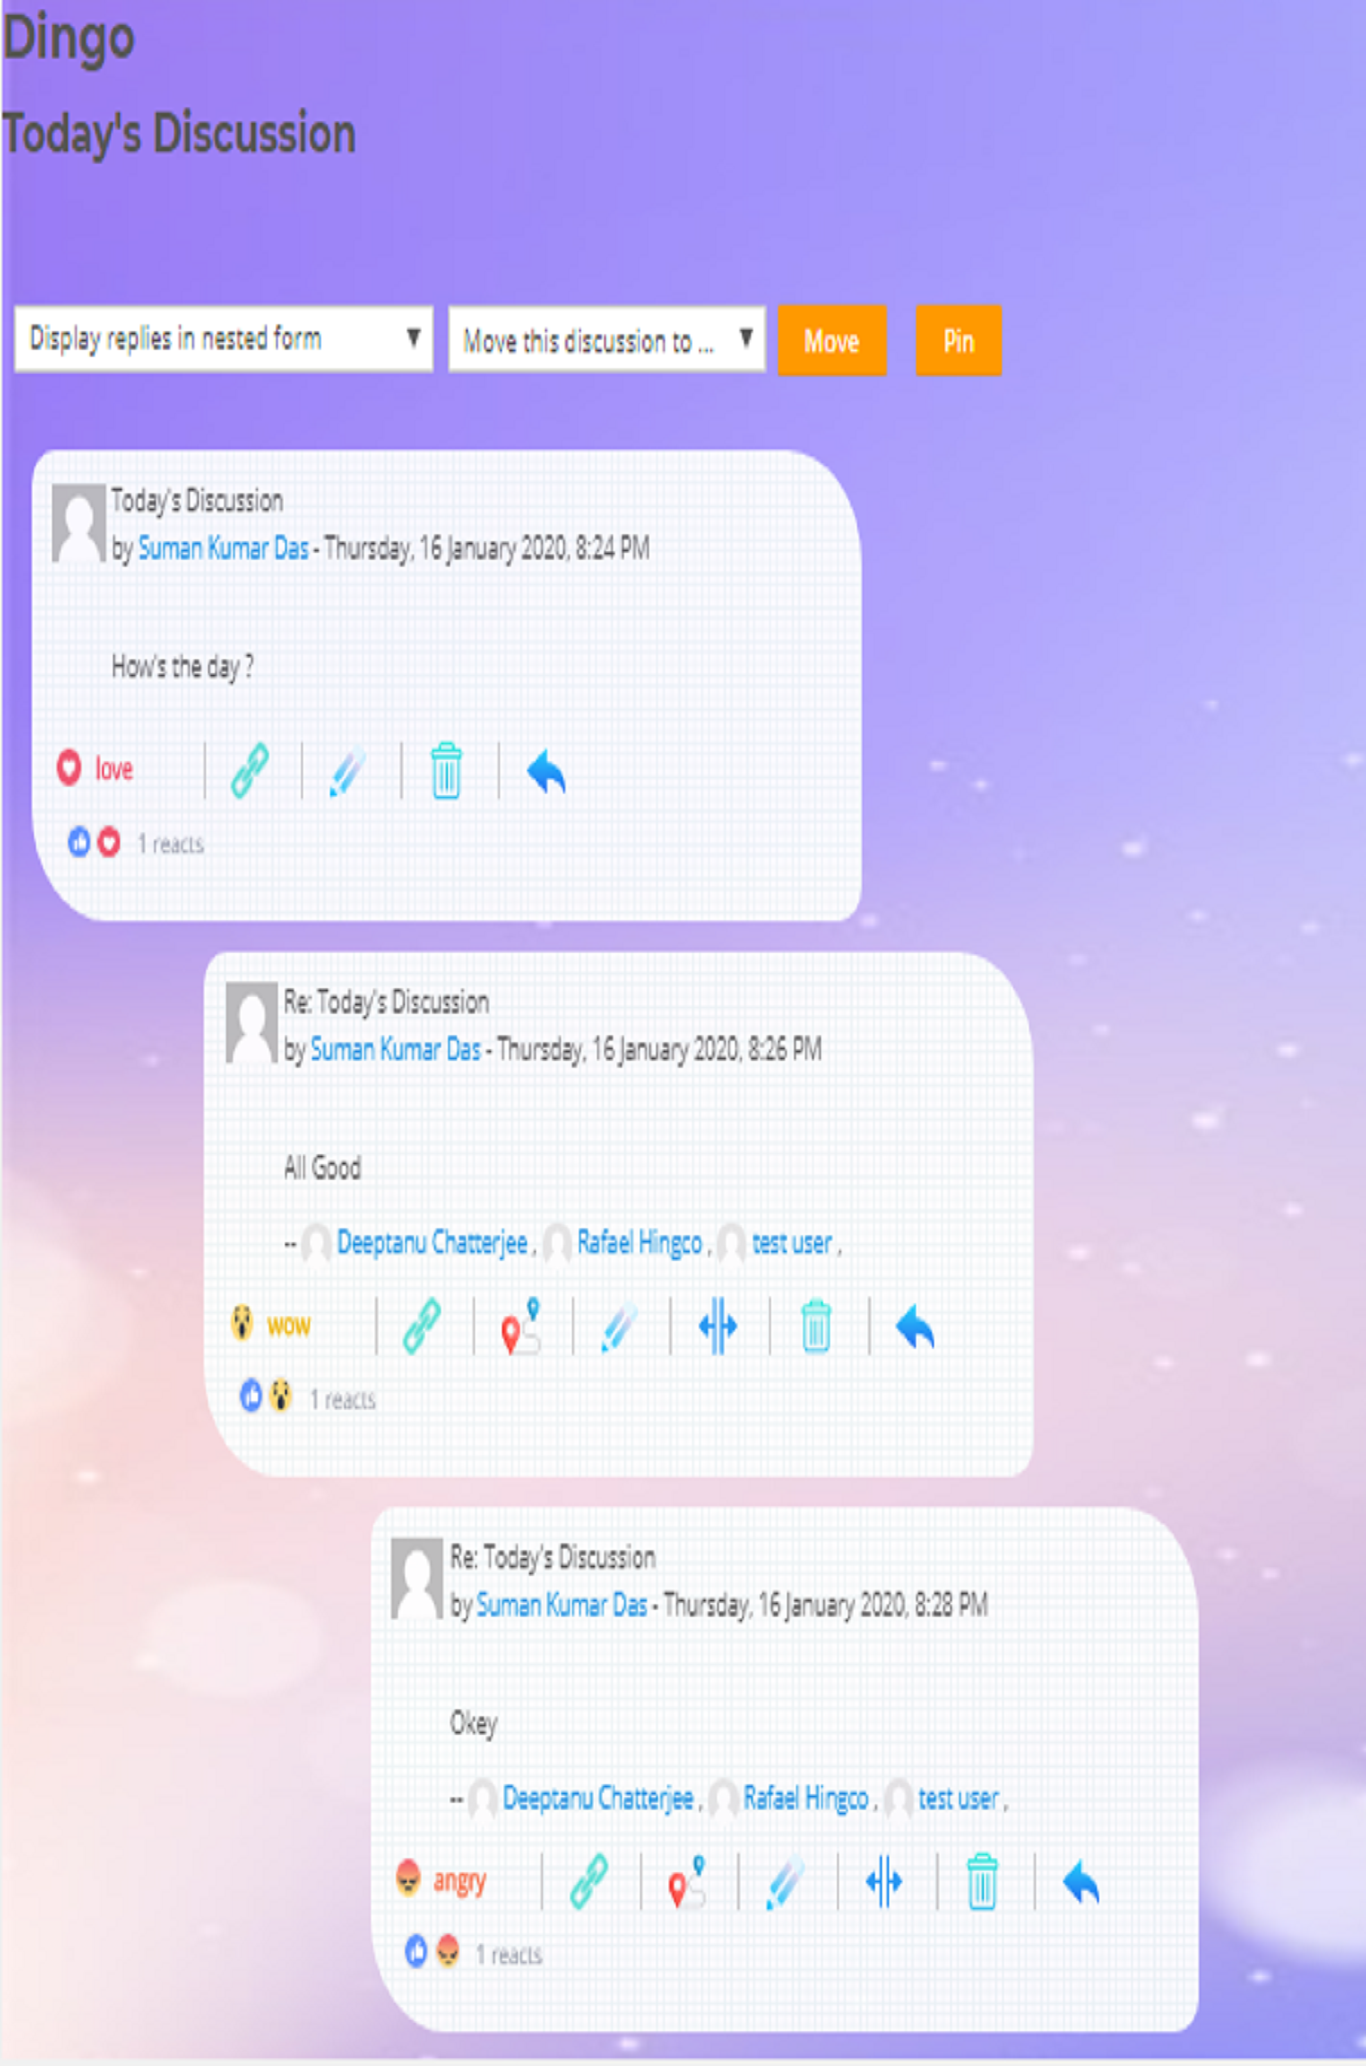 Dingo
Today's Discussion
Display replies in nested form
Move this discussion to ...
Move
Pin
Today's Discussion
by Suman Kumar Das - Thursday, 16 January 2020, 8:24 PM
How's the day ?
love
1 reacts
Re: Today's Discussion
by Suman Kumar Das - Thursday, 16 January 2020, 8:26 PM
All Good
-- Deeptanu Chatterjee , Rafael Hingco , test user ,
wow
1 reacts
Re: Today's Discussion
by Suman Kumar Das - Thursday, 16 January 2020, 8:28 PM
Okey
-- Deeptanu Chatterjee , Rafael Hingco , test user ,
angry
1 reacts